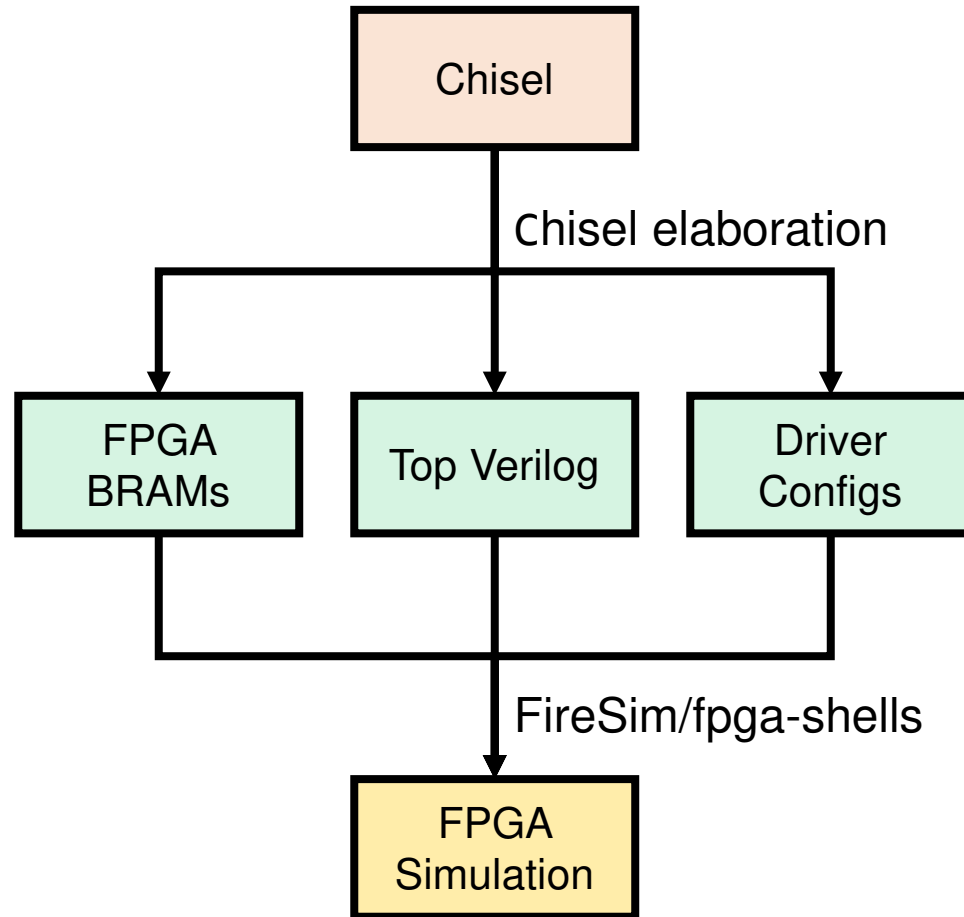 Chisel
Chisel elaboration
FPGA
BRAMs
Top Verilog
Driver
Configs
FireSim/fpga-shells
FPGA
Simulation